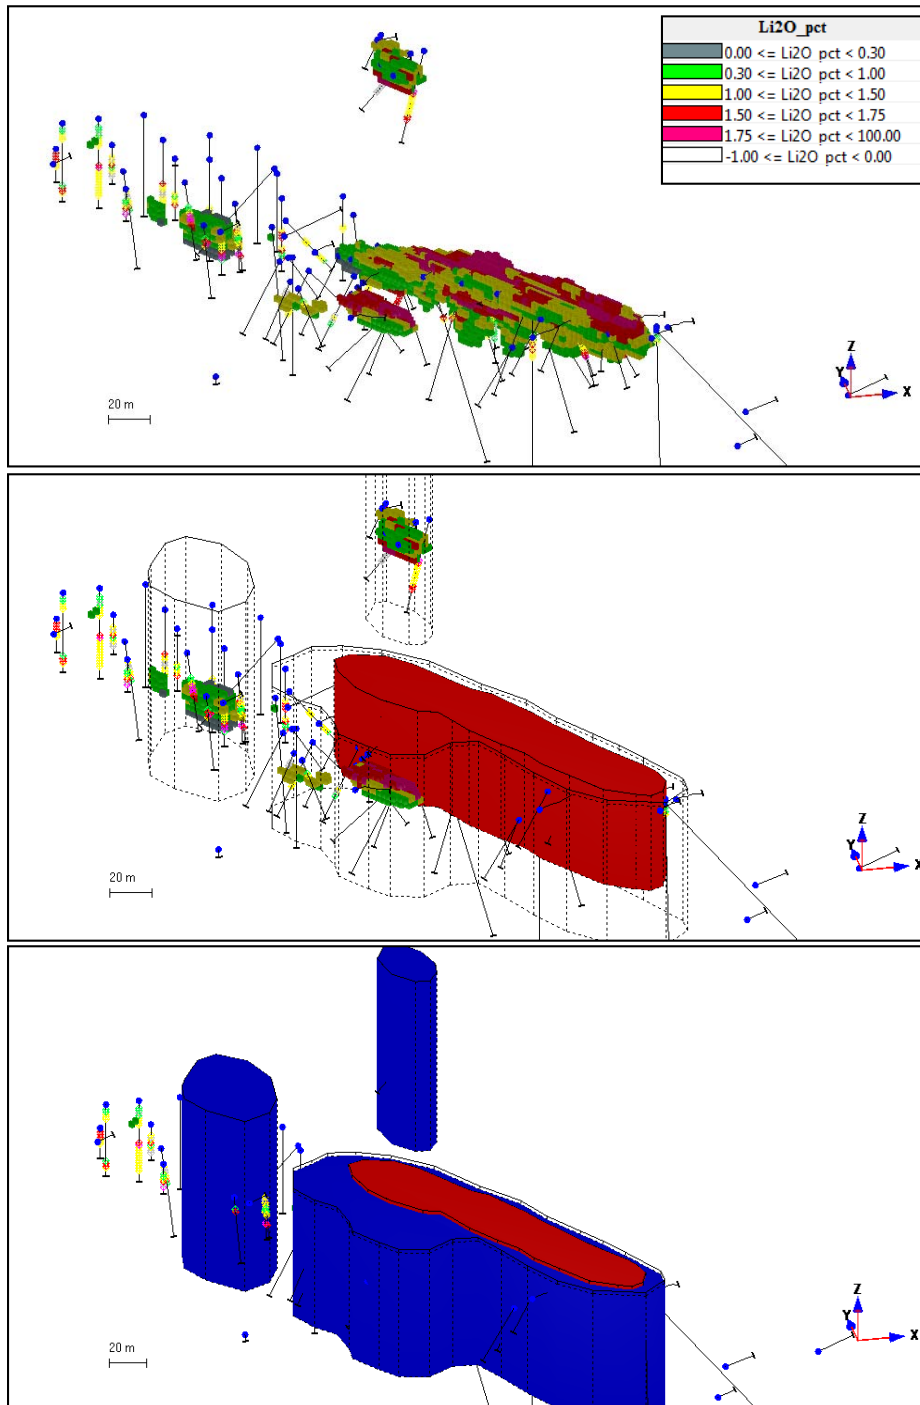 Li2O_pct
0.00 <= Li2O pct < 0.30
0.30 <= Li2O pct < 1.00
1.00 <= Li2O pct < 1.50
1.50 <= Li2O pct < 1.75
1.75 <= Li2O pct < 100.00
-1.00 <= Li2O pct < 0.00
Z
Y
X
20 m
Z
Y
X
20 m
Z
Y
X
20 m